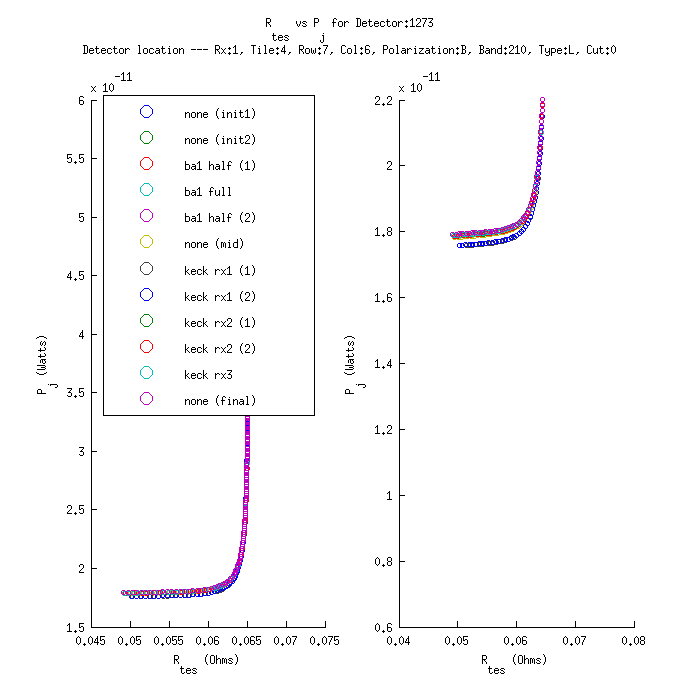 R    vs P  for Detector:1273
tes    j
Detector location --- Rx:1, Tile:4, Row:7, Col:6, Polarization:B, Band:210, Type:L, Cut:0
x 10^-11
x 10^-11
6
5.5
5
4.5
4
3.5
3
2.5
2
1.5
P_j (Watts)
none (init1)
none (init2)
ba1 half (1)
ba1 full
ba1 half (2)
none (mid)
keck rx1 (1)
keck rx1 (2)
keck rx2 (1)
keck rx2 (2)
keck rx3
none (final)
0.045 0.05 0.055 0.06 0.065 0.07 0.075
R    (Ohms)
tes
2.2
2
1.8
1.6
1.4
1.2
1
0.8
0.6
P_j (Watts)
0.04 0.05 0.06 0.07 0.08
R    (Ohms)
tes